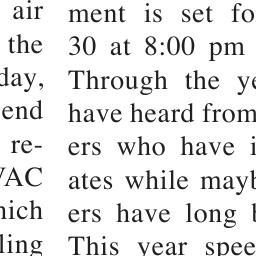 air
the
day,
end
re-
VAC
hich
ling
ment is set fo
30 at 8:00 pm
Through the ye
have heard from
ers who have i
ates while mayb
ers have long b
This year spee